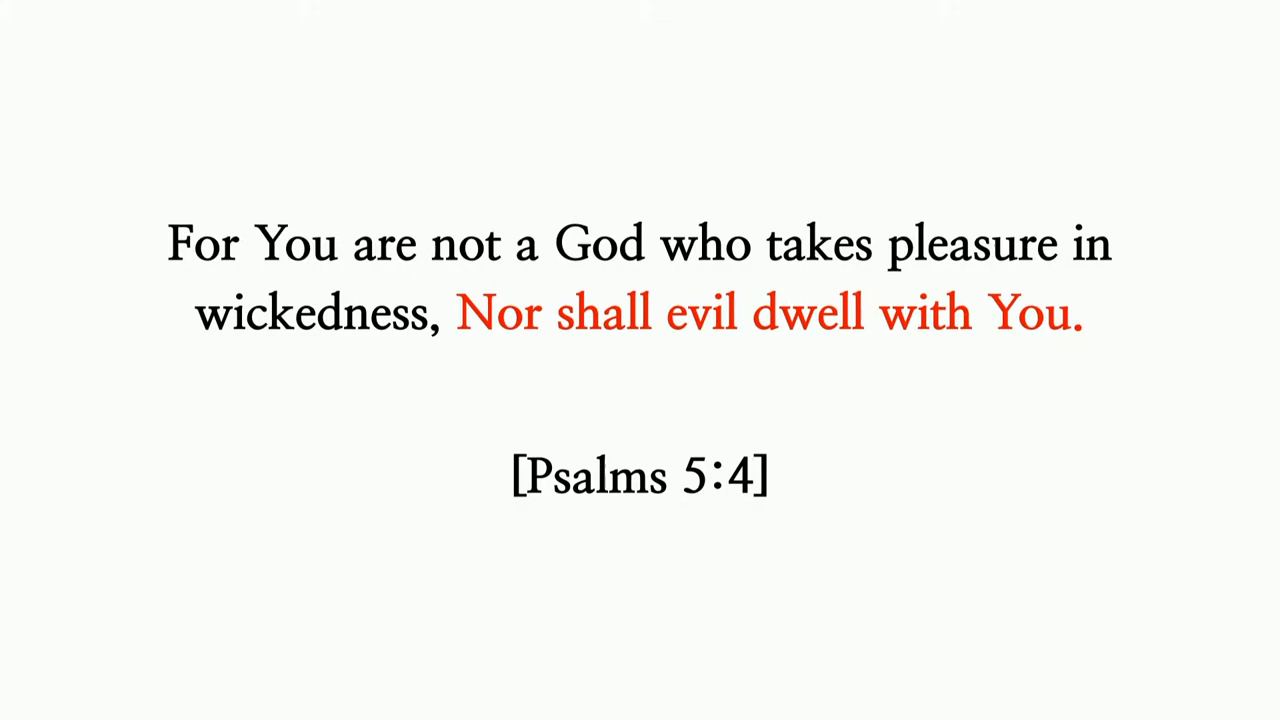 For You are not a God who takes pleasure in
wickedness, Nor shall evil dwell with You.
[Psalms 5:4]